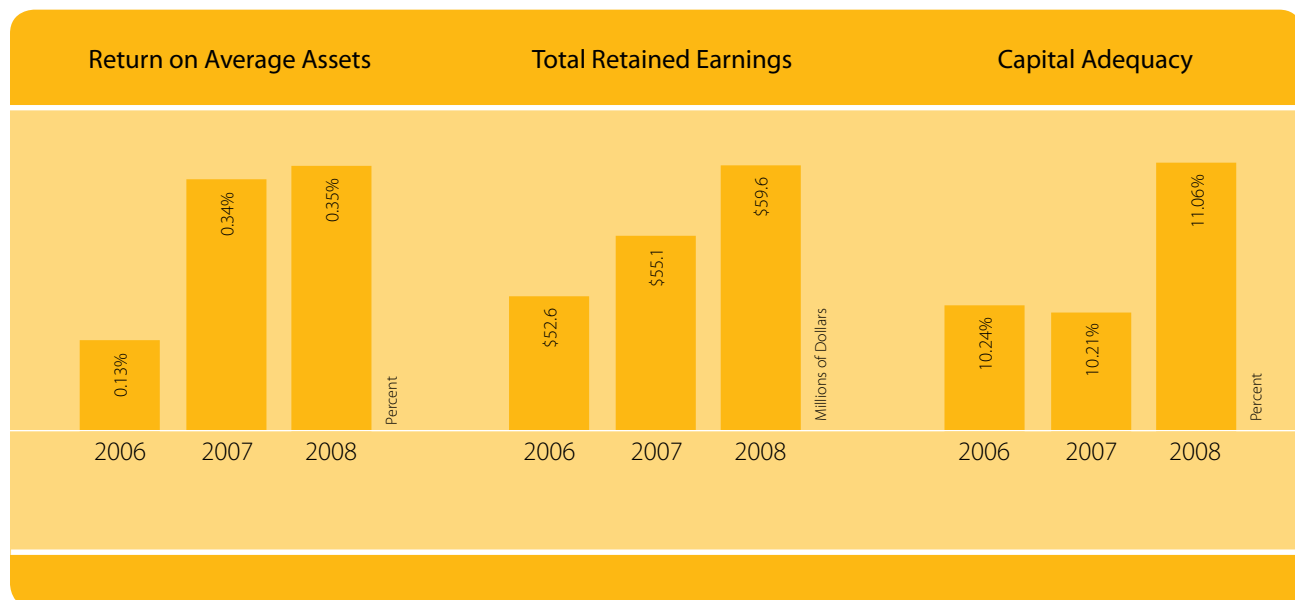 Return on Average Assets
0.13%
0.34%
0.35%
Percent
2006 2007 2008
Total Retained Earnings
$52.6
$55.1
$59.6
Millions of Dollars
2006 2007 2008
Capital Adequacy
10.24%
10.21%
11.06%
Percent
2006 2007 2008